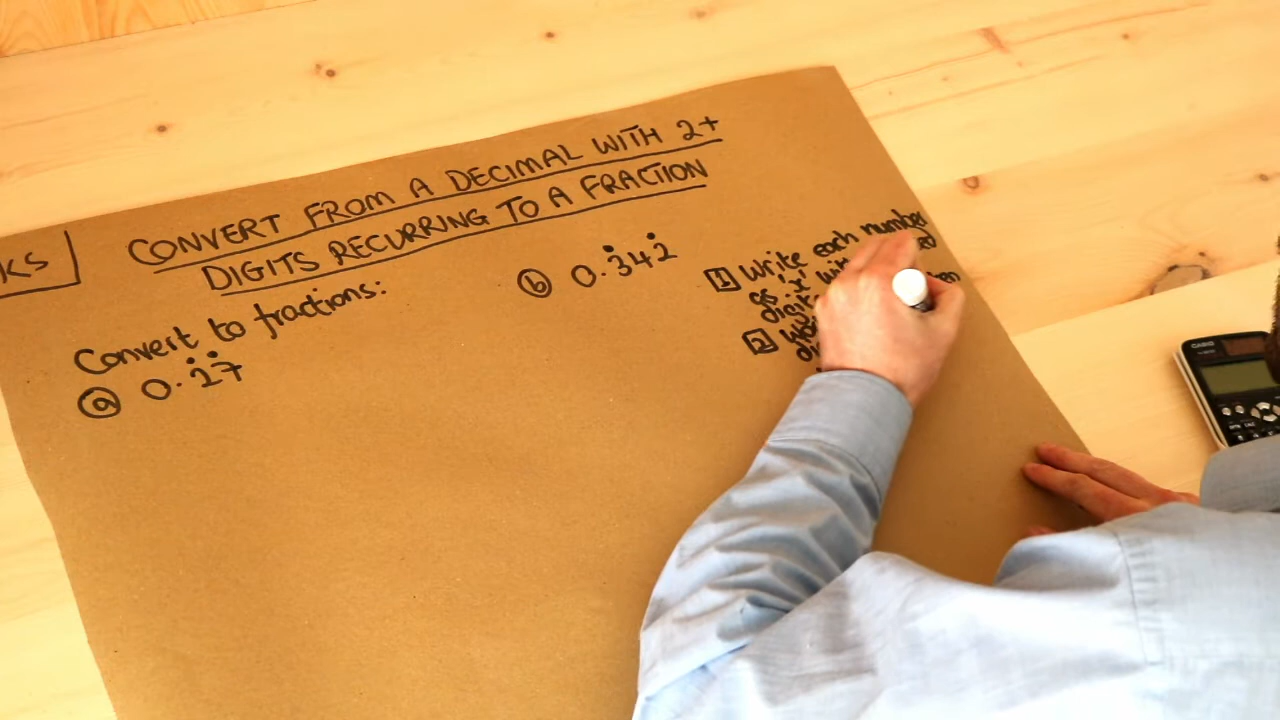 KS
CONVERT FROM A DECIMAL WITH 2+
DIGITS RECURRING TO A FRACTION
Convert to fractions:
ⓐ 0.2̇7̇
ⓑ 0.3̇42̇
1 Write each number
as 'x'
2
CASIO